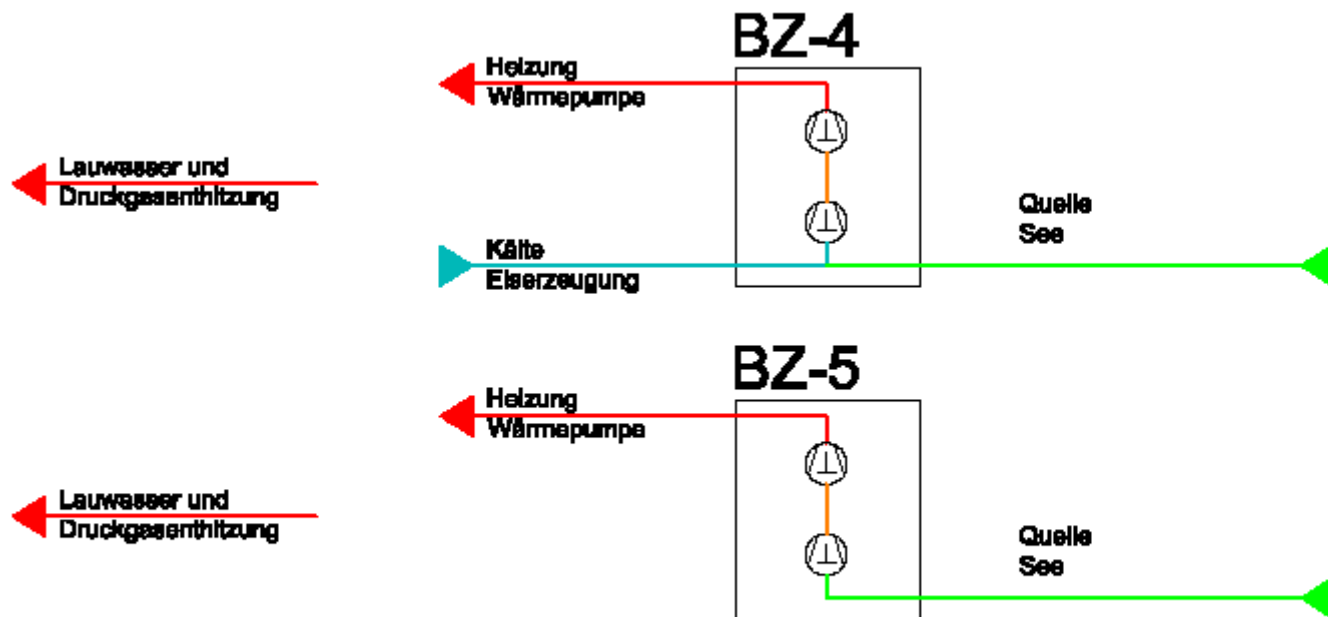 BZ-4
Heizung
Wärmepumpe
Lauwasser und
Druckgasenthitzung
Quelle
See
Kälte
Eiserzeugung
BZ-5
Heizung
Wärmepumpe
Lauwasser und
Druckgasenthitzung
Quelle
See